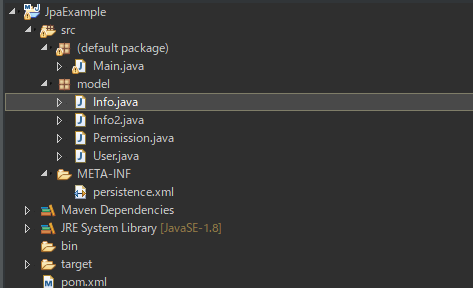 JpaExample
src
(default package)
Main.java
model
Info.java
Info2.java
Permission.java
User.java
META-INF
persistence.xml
Maven Dependencies
JRE System Library [JavaSE-1.8]
bin
target
pom.xml